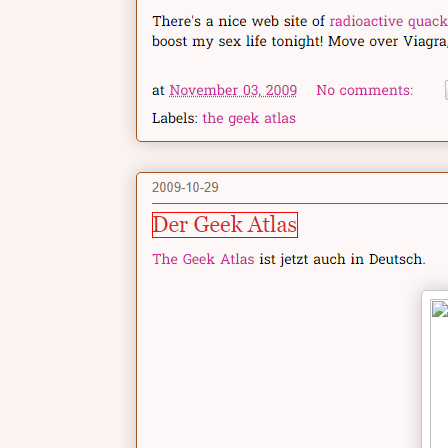 There's a nice web site of radioactive quack
boost my sex life tonight! Move over Viagra,
at November 03, 2009 No comments:
Labels: the geek atlas
2009-10-29
Der Geek Atlas
The Geek Atlas ist jetzt auch in Deutsch.